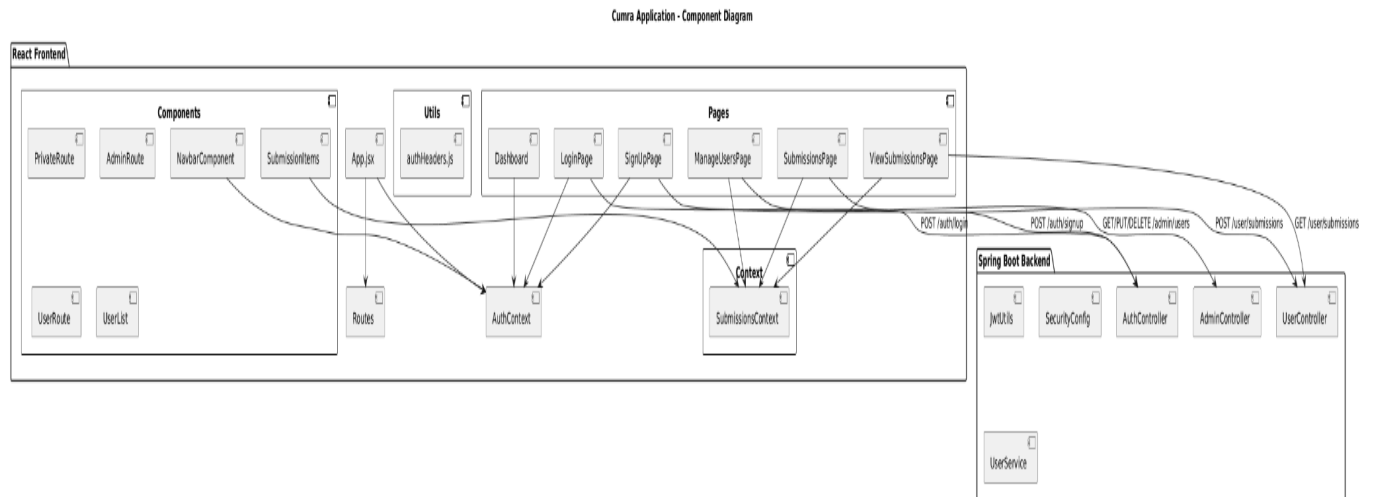 Cumra Application - Component Diagram
React Frontend
Components
Utils
Pages
PrivateRoute
AdminRoute
NavbarComponent
SubmissionItems
App.jsx
authHeaders.js
Dashboard
LoginPage
SignUpPage
ManageUsersPage
SubmissionsPage
ViewSubmissionsPage
POST /auth/login
POST /auth/signup
GET/PUT/DELETE /admin/users
POST /user/submissions
GET /user/submissions
Context
Spring Boot Backend
UserRoute
UserList
Routes
AuthContext
SubmissionsContext
JwtUtils
SecurityConfig
AuthController
AdminController
UserController
UserService